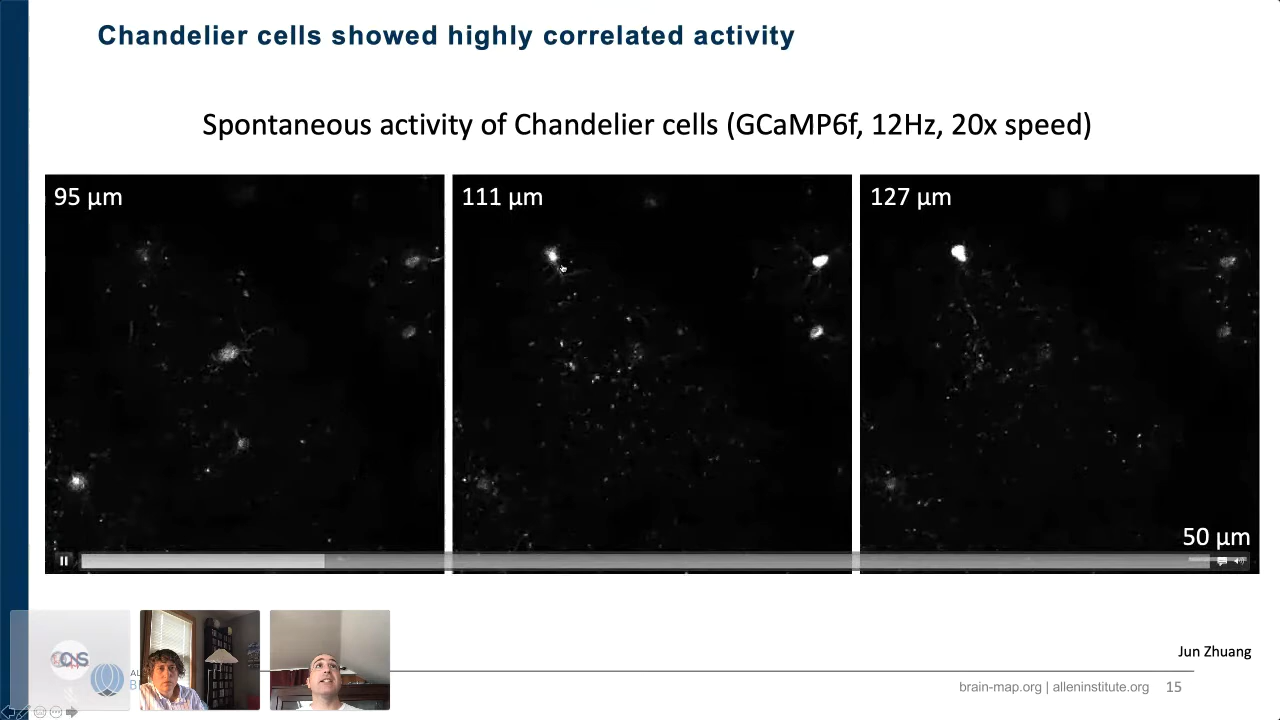 Chandelier cells showed highly correlated activity
Spontaneous activity of Chandelier cells (GCaMP6f, 12Hz, 20x speed)
95 µm
111 µm
127 µm
50 µm
Jun Zhuang
brain-map.org | alleninstitute.org 15